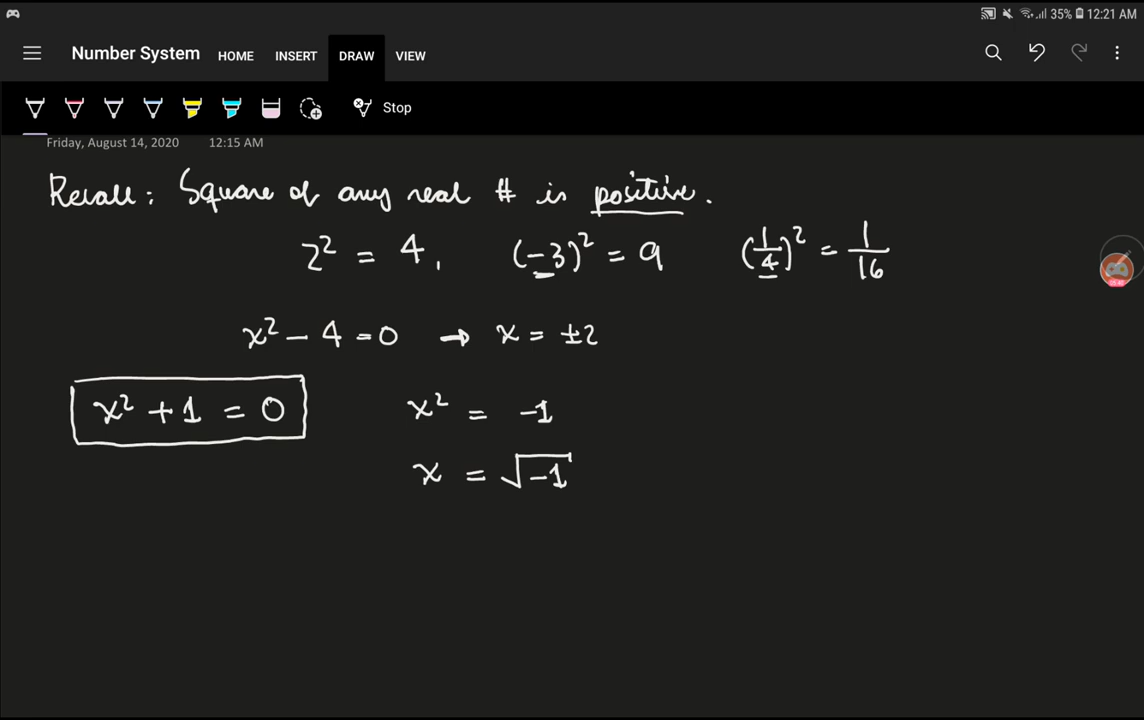 35% 12:21 AM
Number System HOME INSERT DRAW VIEW
Stop
Friday, August 14, 2020 12:15 AM
Recall: Square of any real # is positive.
2² = 4, (-3)² = 9 (1/4)² = 1/16
x² - 4 = 0 → x = ±2
x² + 1 = 0 x² = -1
x = √-1